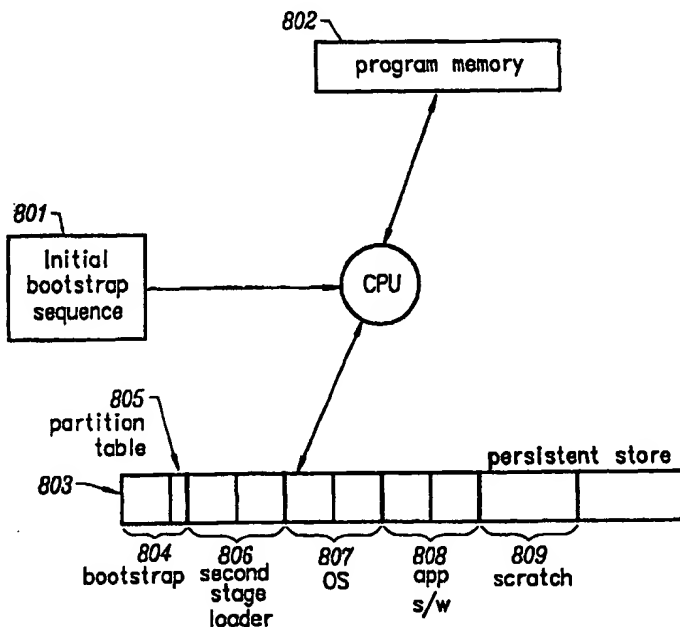 802
program memory
801
Initial
bootstrap
sequence
CPU
805
partition
table
persistent store
803
804
bootstrap
806
second
stage
loader
807
OS
808
app
s/w
809
scratch